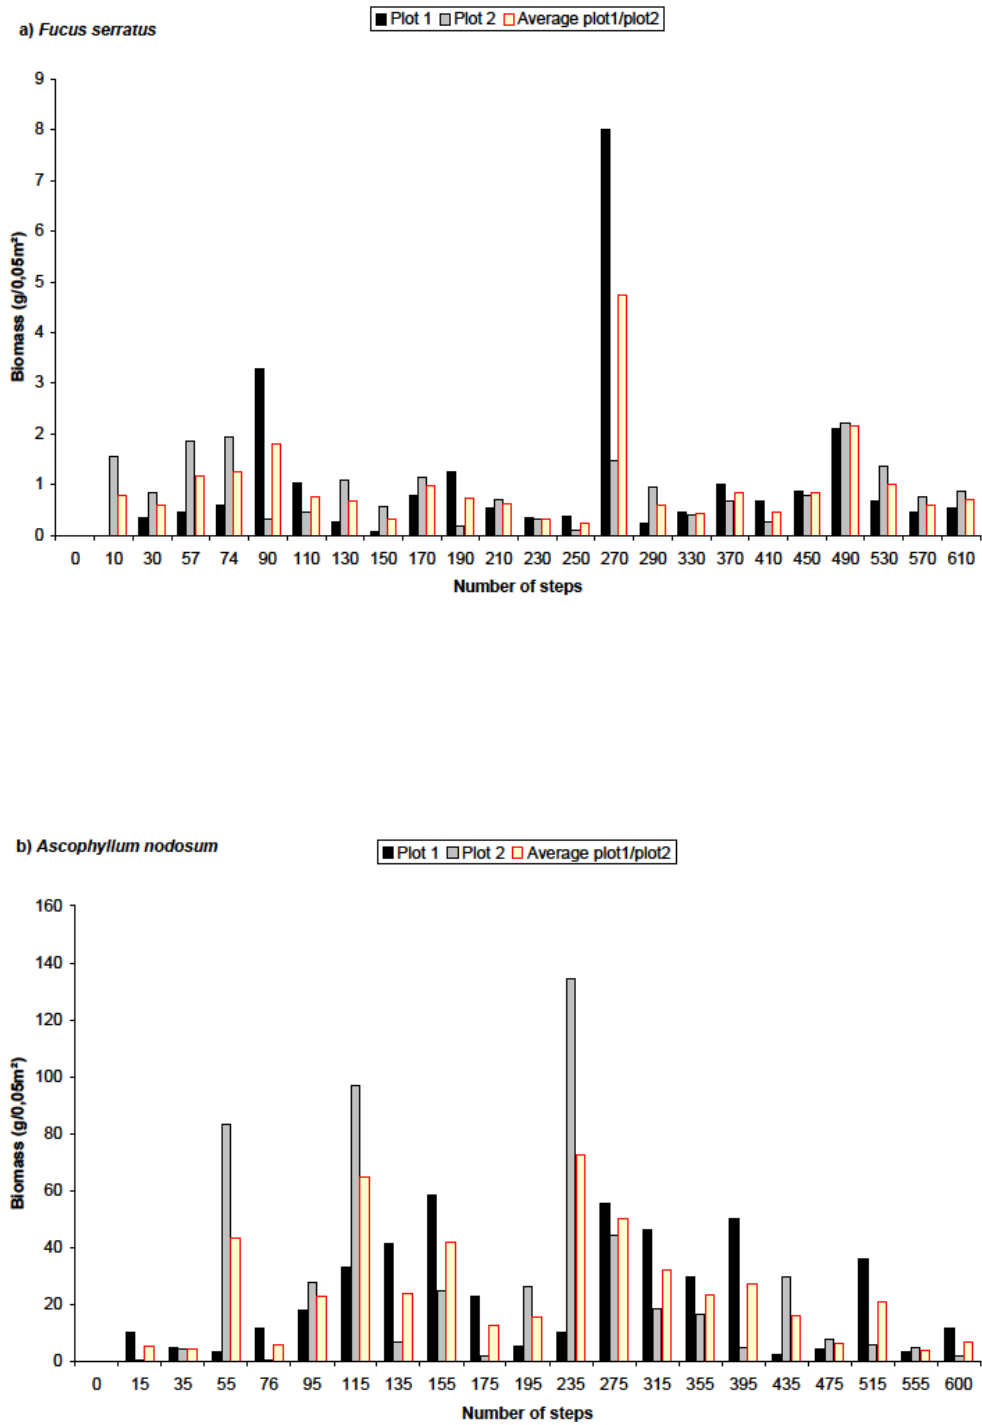 Plot 1 Plot 2 Average plot1/plot2
a) Fucus serratus
9
8
7
6
5
4
3
2
1
0
Biomass (g/0,05m²)
0 10 30 57 74 90 110 130 150 170 190 210 230 250 270 290 330 370 410 450 490 530 570 610
Number of steps
b) Ascophyllum nodosum
Plot 1 Plot 2 Average plot1/plot2
160
140
120
100
80
60
40
20
0
Biomass (g/0,05m²)
0 15 35 55 76 95 115 135 155 175 195 235 275 315 355 395 435 475 515 555 600
Number of steps